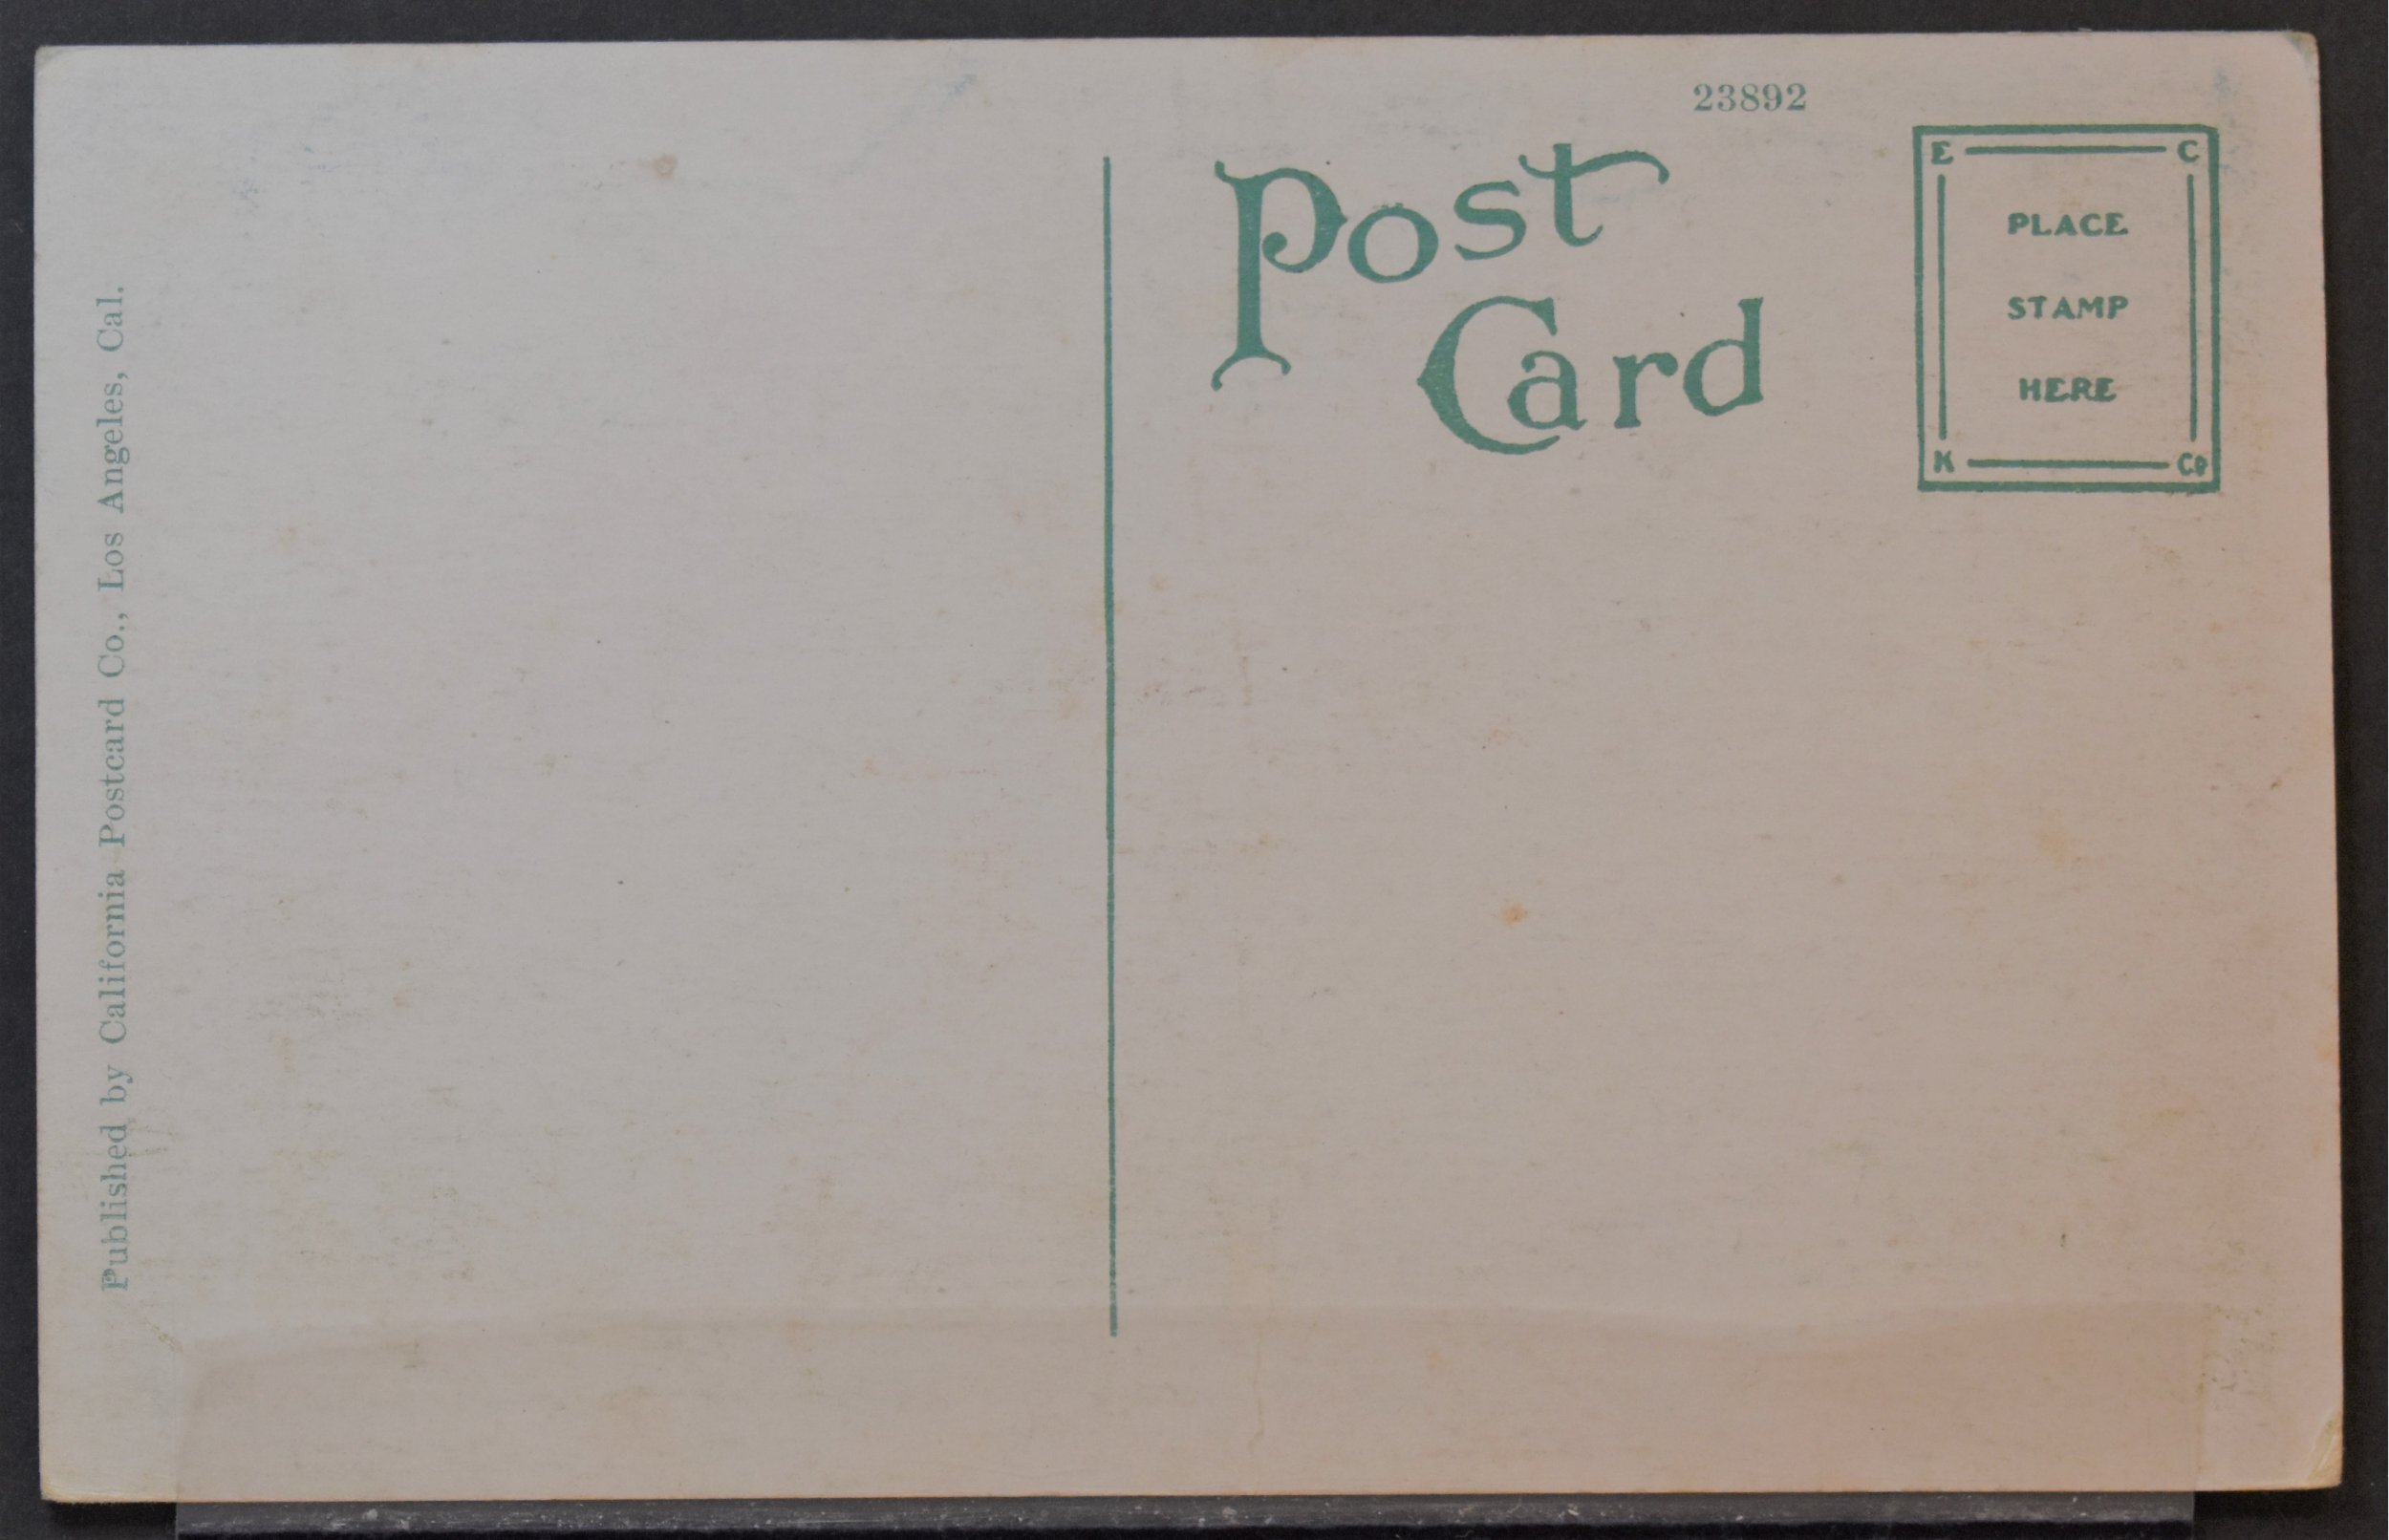 23892
Post
Card
E C
PLACE
STAMP
HERE
K Co
Published by California Postcard Co., Los Angeles, Cal.